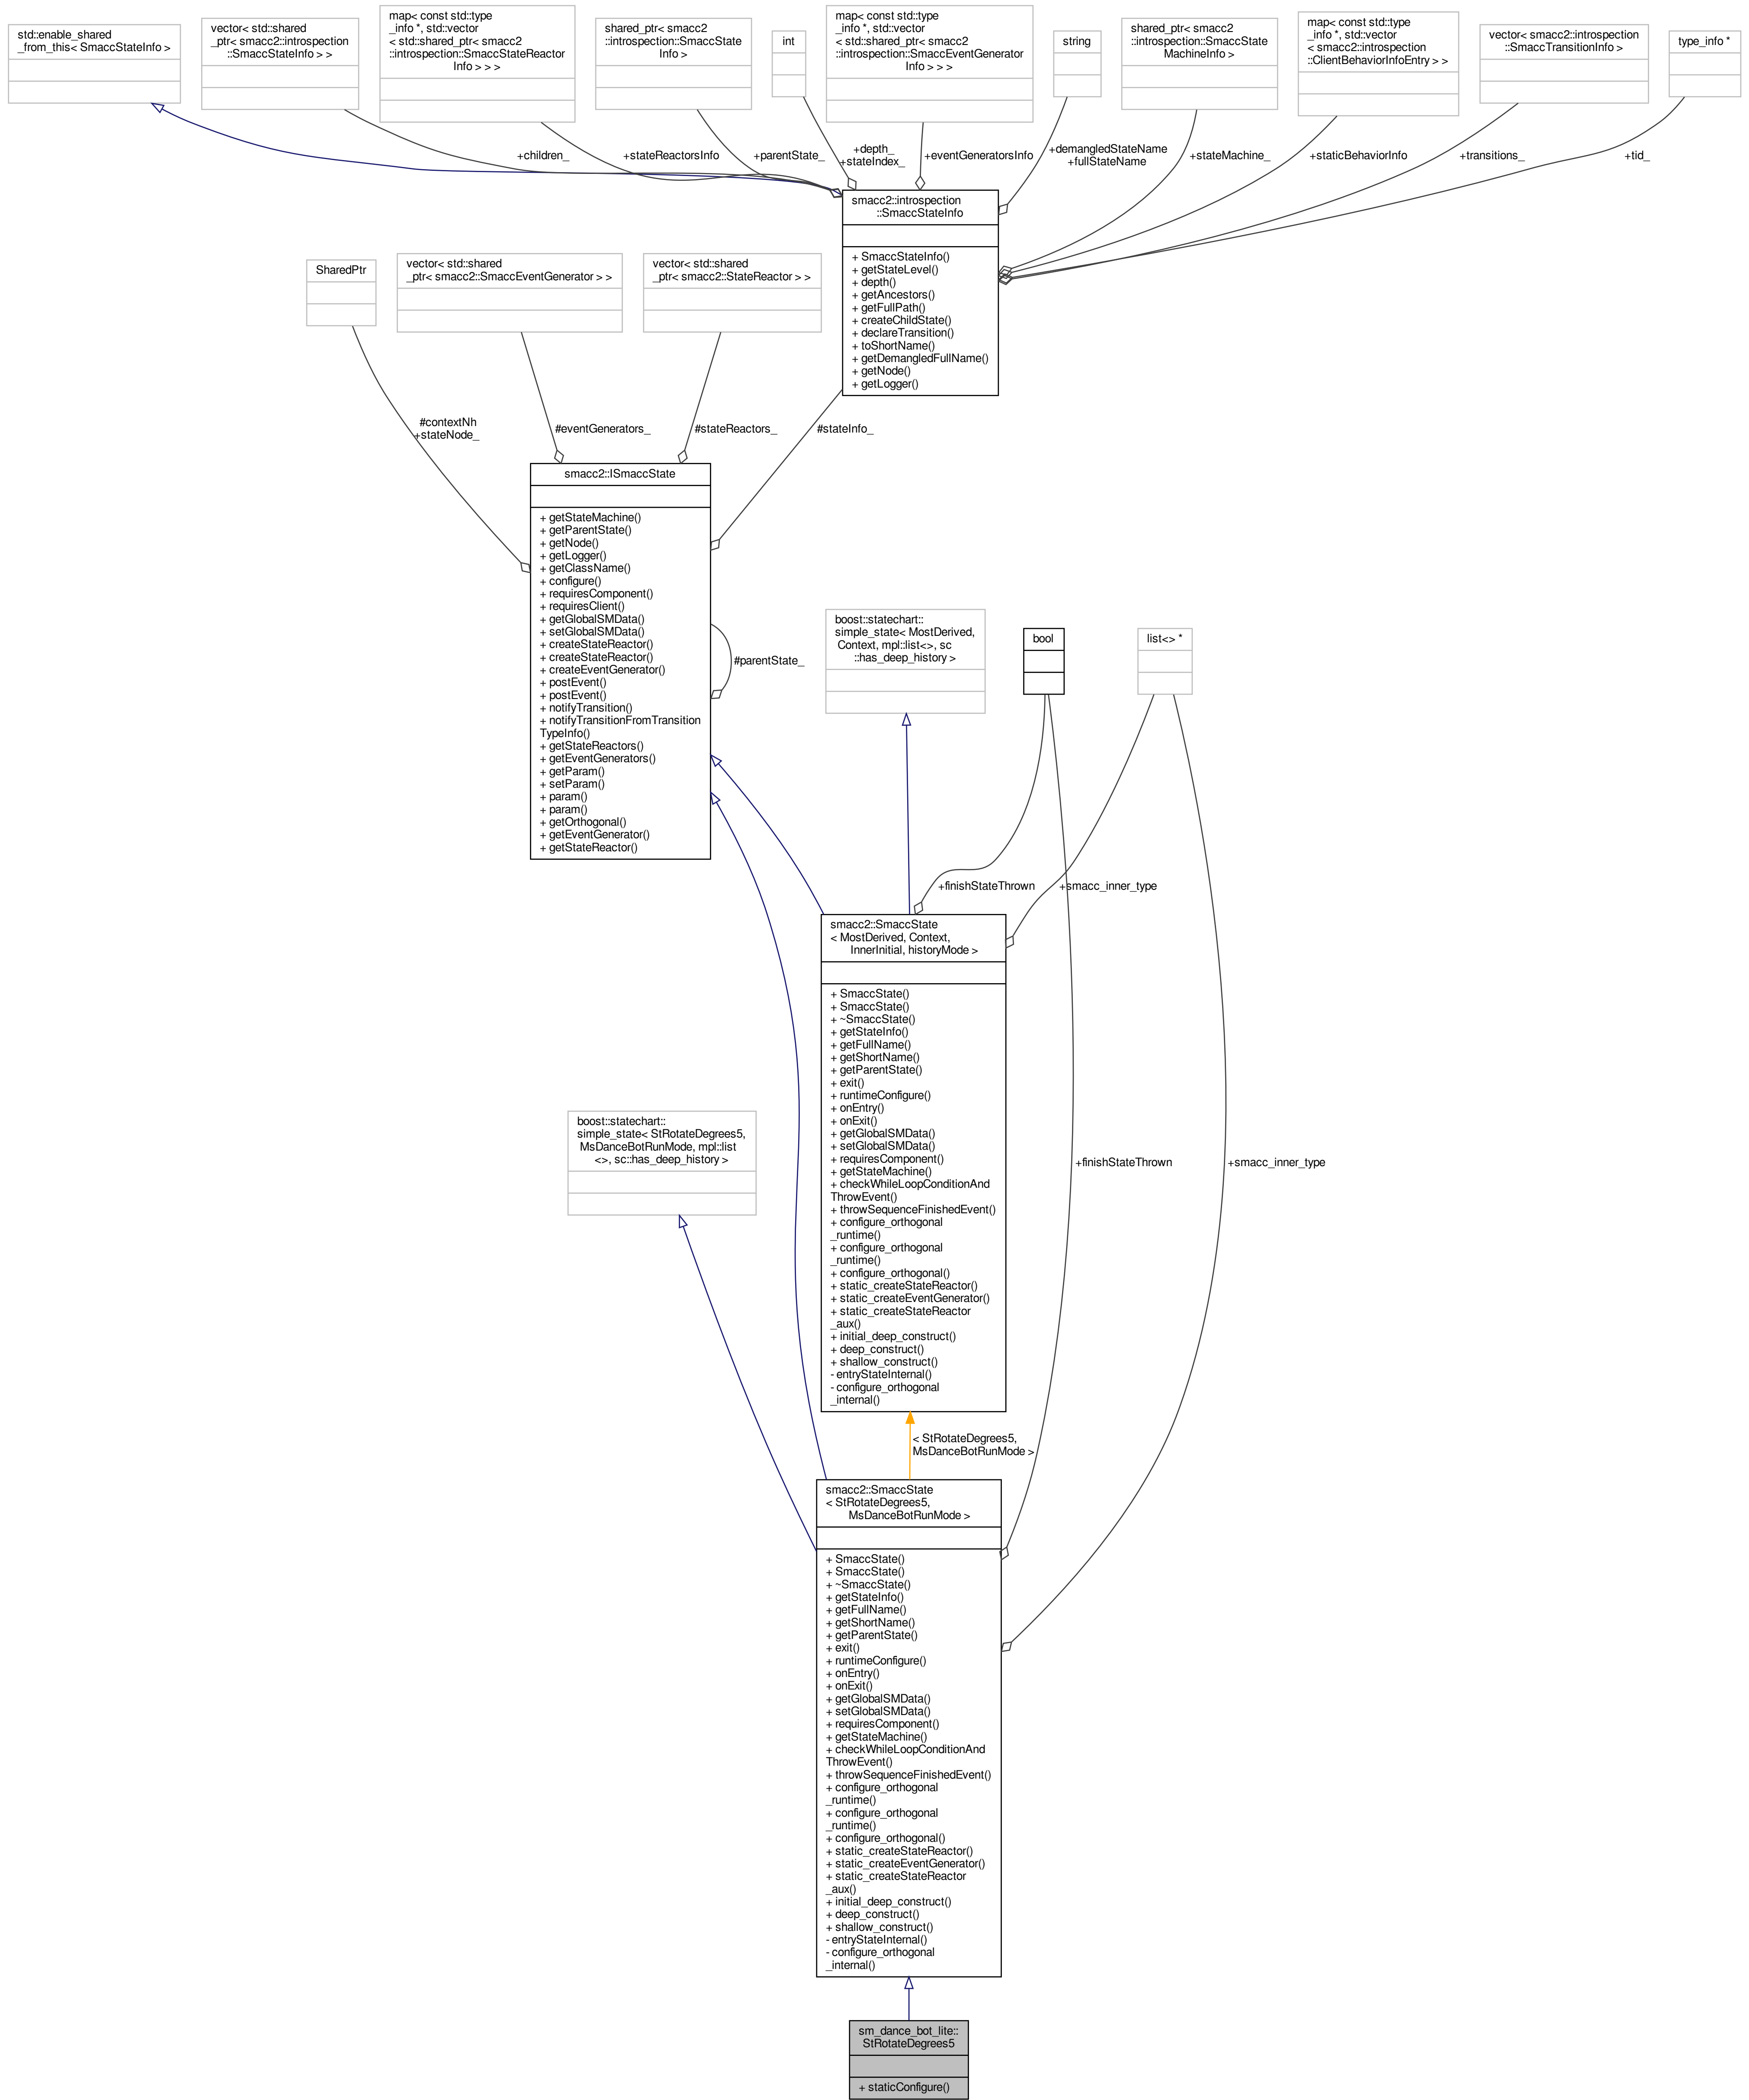 std::enable_shared
_from_this< SmaccStateInfo >
vector< std::shared
_ptr< smacc2::introspection
::SmaccStateInfo > >
map< const std::type
_info *, std::vector
< std::shared_ptr< smacc2
::introspection::SmaccStateReactor
Info > > >
shared_ptr< smacc2
::introspection::SmaccState
Info >
int
map< const std::type
_info *, std::vector
< std::shared_ptr< smacc2
::introspection::SmaccEventGenerator
Info > > >
string
shared_ptr< smacc2
::introspection::SmaccState
MachineInfo >
map< const std::type
_info *, std::vector
< smacc2::introspection
::ClientBehaviorInfoEntry > >
vector< smacc2::introspection
::SmaccTransitionInfo >
type_info *
+children_
+stateReactorsInfo
+parentState_
+depth_
+stateIndex_
+eventGeneratorsInfo
+demangledStateName
+fullStateName
+stateMachine_
+staticBehaviorInfo
+transitions_
+tid_
smacc2::introspection
::SmaccStateInfo
+ SmaccStateInfo()
+ getStateLevel()
+ depth()
+ getAncestors()
+ getFullPath()
+ createChildState()
+ declareTransition()
+ toShortName()
+ getDemangledFullName()
+ getNode()
+ getLogger()
SharedPtr
vector< std::shared
_ptr< smacc2::SmaccEventGenerator > >
vector< std::shared
_ptr< smacc2::StateReactor > >
#contextNh
+stateNode_
#eventGenerators_
#stateReactors_
#stateInfo_
smacc2::ISmaccState
+ getStateMachine()
+ getParentState()
+ getNode()
+ getLogger()
+ getClassName()
+ configure()
+ requiresComponent()
+ requiresClient()
+ getGlobalSMData()
+ setGlobalSMData()
+ createStateReactor()
+ createStateReactor()
+ createEventGenerator()
+ postEvent()
+ postEvent()
+ notifyTransition()
+ notifyTransitionFromTransition
TypeInfo()
+ getStateReactors()
+ getEventGenerators()
+ getParam()
+ setParam()
+ param()
+ param()
+ getOrthogonal()
+ getEventGenerator()
+ getStateReactor()
#parentState_
boost::statechart::
simple_state< MostDerived,
Context, mpl::list<>, sc
::has_deep_history >
bool
list<> *
+finishStateThrown
+smacc_inner_type
smacc2::SmaccState
< MostDerived, Context,
InnerInitial, historyMode >
+ SmaccState()
+ SmaccState()
+ ~SmaccState()
+ getStateInfo()
+ getFullName()
+ getShortName()
+ getParentState()
+ exit()
+ runtimeConfigure()
+ onEntry()
+ onExit()
+ getGlobalSMData()
+ setGlobalSMData()
+ requiresComponent()
+ getStateMachine()
+ checkWhileLoopConditionAnd
ThrowEvent()
+ throwSequenceFinishedEvent()
+ configure_orthogonal
_runtime()
+ configure_orthogonal
_runtime()
+ configure_orthogonal()
+ static_createStateReactor()
+ static_createEventGenerator()
+ static_createStateReactor
_aux()
+ initial_deep_construct()
+ deep_construct()
+ shallow_construct()
- entryStateInternal()
- configure_orthogonal
_internal()
boost::statechart::
simple_state< StRotateDegrees5,
MsDanceBotRunMode, mpl::list
<>, sc::has_deep_history >
+finishStateThrown
+smacc_inner_type
< StRotateDegrees5,
MsDanceBotRunMode >
smacc2::SmaccState
< StRotateDegrees5,
MsDanceBotRunMode >
+ SmaccState()
+ SmaccState()
+ ~SmaccState()
+ getStateInfo()
+ getFullName()
+ getShortName()
+ getParentState()
+ exit()
+ runtimeConfigure()
+ onEntry()
+ onExit()
+ getGlobalSMData()
+ setGlobalSMData()
+ requiresComponent()
+ getStateMachine()
+ checkWhileLoopConditionAnd
ThrowEvent()
+ throwSequenceFinishedEvent()
+ configure_orthogonal
_runtime()
+ configure_orthogonal
_runtime()
+ configure_orthogonal()
+ static_createStateReactor()
+ static_createEventGenerator()
+ static_createStateReactor
_aux()
+ initial_deep_construct()
+ deep_construct()
+ shallow_construct()
- entryStateInternal()
- configure_orthogonal
_internal()
sm_dance_bot_lite::
StRotateDegrees5
+ staticConfigure()